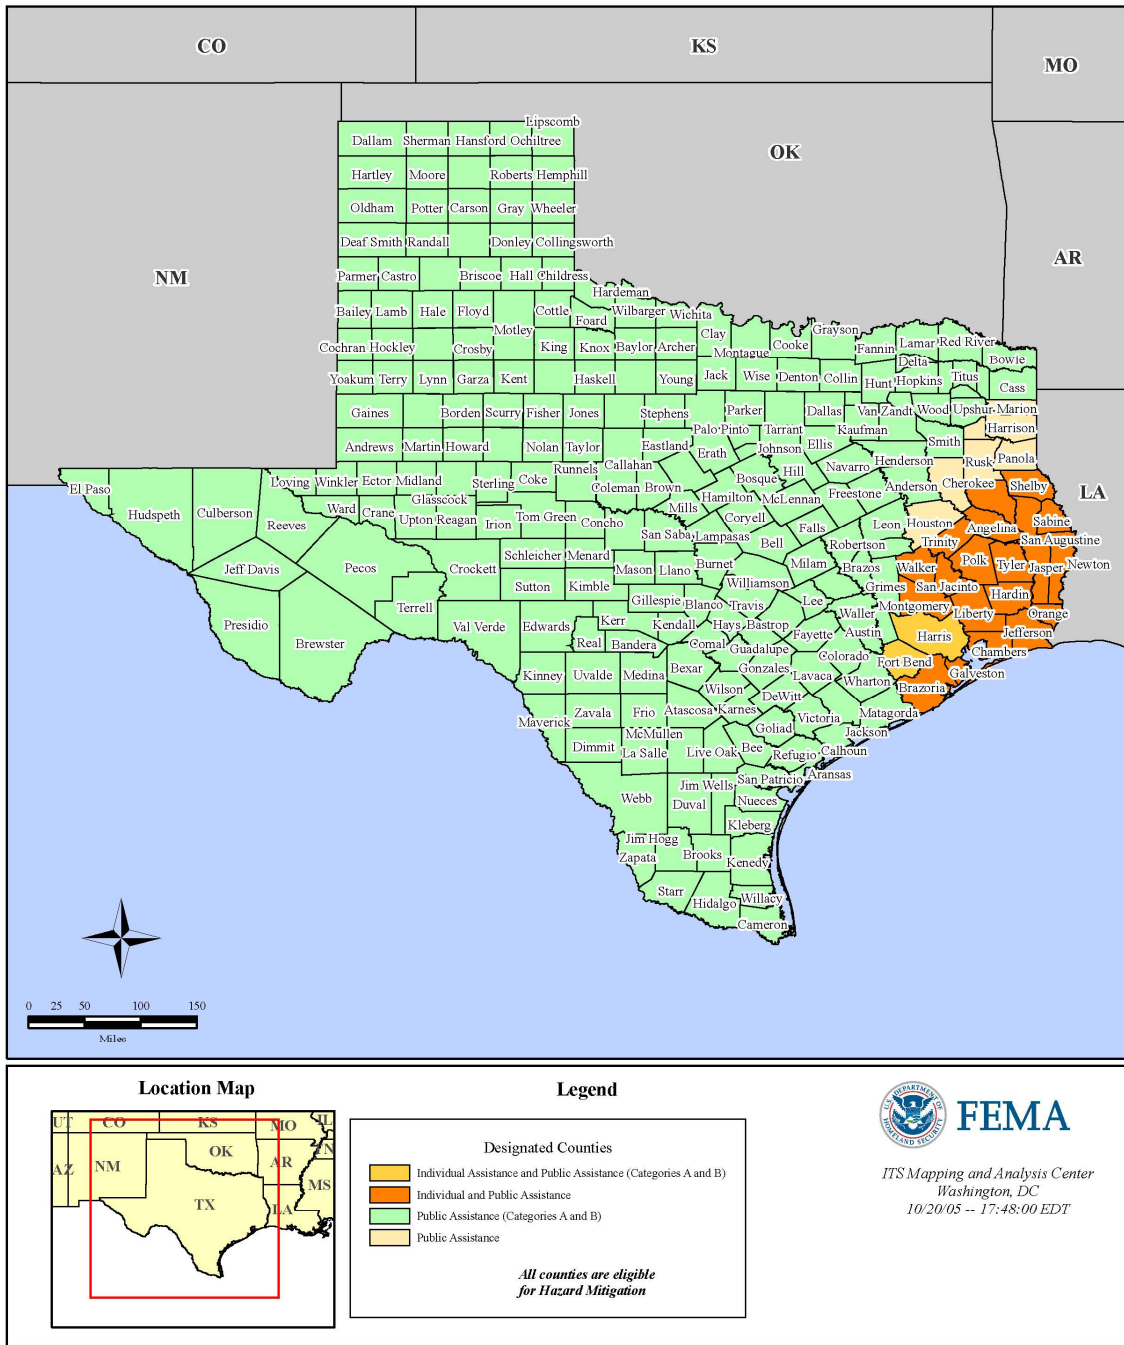 CO
KS
MO
NM
OK
AR
LA
Lipscomb
Dallam Sherman Hansford Ochiltree
Hartley Moore Roberts Hemphill
Oldham Potter Carson Gray Wheeler
Deaf Smith Randall Donley Collingsworth
Parmer Castro Briscoe Hall Childress
Hardeman
Bailey Lamb Hale Floyd Motley Cottle Foard Wilbarger Wichita
Clay Montague Cooke Grayson Fannin Lamar Red River Bowie
Cochran Hockley Crosby King Knox Baylor Archer
Delta
Yoakum Terry Lynn Garza Kent Haskell Young Jack Wise Denton Collin Hunt Hopkins Titus Cass
Gaines Borden Scurry Fisher Jones Stephens Parker Dallas Van Zandt Wood Upshur Marion
Palo Pinto Tarrant Kaufman Harrison
Andrews Martin Howard Nolan Taylor Eastland Erath Johnson Ellis Smith
Runnels Callahan Navarro Henderson Rusk Panola
Loving Winkler Ector Midland Sterling Coke Coleman Brown Bosque Hill Anderson Cherokee Shelby
El Paso Hudspeth Culberson Reeves
Glasscock Mills Hamilton McLennan Freestone
Ward Crane Upton Reagan Irion Tom Green Concho Coryell Falls Leon Houston Angelina Sabine
San Saba Lampasas Bell Robertson Trinity San Augustine
Jeff Davis Pecos Crockett Schleicher Menard Mason Llano Burnet Milam Brazos Walker Polk Tyler Jasper Newton
Terrell Sutton Kimble Williamson Grimes San Jacinto Hardin
Gillespie Blanco Travis Lee Waller Montgomery Liberty Orange
Presidio Brewster Val Verde Edwards Kerr Kendall Hays Bastrop Fayette Austin Harris Jefferson
Real Bandera Comal Guadalupe Colorado Fort Bend Chambers
Kinney Uvalde Medina Bexar Gonzales Lavaca Wharton Galveston
Wilson DeWitt Brazoria
Maverick Zavala Frio Atascosa Karnes Goliad Victoria Matagorda
McMullen Jackson
Dimmit La Salle Live Oak Bee Refugio Calhoun
San Patricio Aransas
Webb Jim Wells Duval Nueces
Kleberg
Jim Hogg
Zapata Brooks Kenedy
Starr Hidalgo Willacy
Cameron
0 25 50 100 150
Miles
Location Map
UT CO KS MO IL
AZ NM OK AR TN
TX LA MS
Legend
Designated Counties
Individual Assistance and Public Assistance (Categories A and B)
Individual and Public Assistance
Public Assistance (Categories A and B)
Public Assistance
All counties are eligible
for Hazard Mitigation
U.S. DEPARTMENT OF
HOMELAND SECURITY
FEMA
ITS Mapping and Analysis Center
Washington, DC
10/20/05 -- 17:48:00 EDT